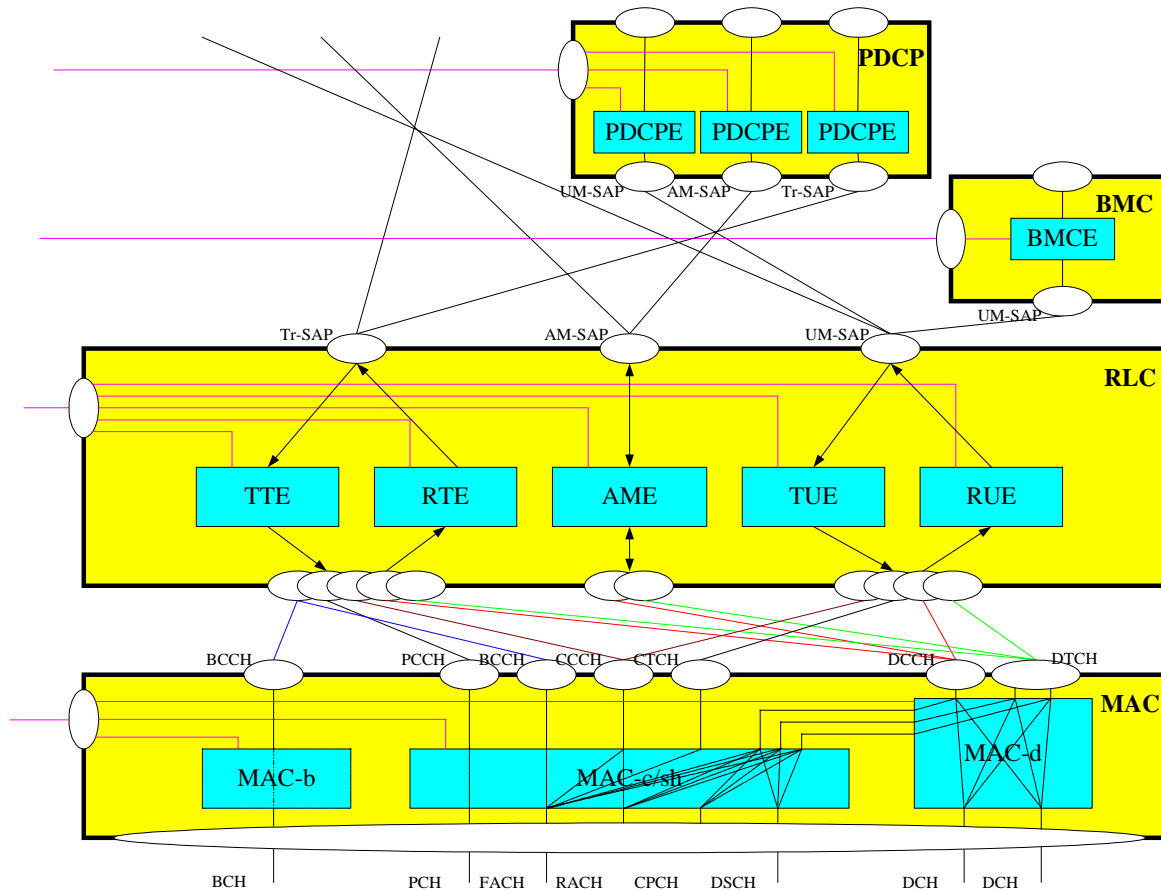 PDCP
PDCPE PDCPE PDCPE
UM-SAP AM-SAP Tr-SAP
BMC
BMCE
UM-SAP
Tr-SAP AM-SAP UM-SAP
RLC
TTE RTE AME TUE RUE
BCCH PCCH BCCH CCCH CTCH DCCH DTCH
MAC
MAC-b MAC-c/sh MAC-d
BCH PCH FACH RACH CPCH DSCH DCH DCH